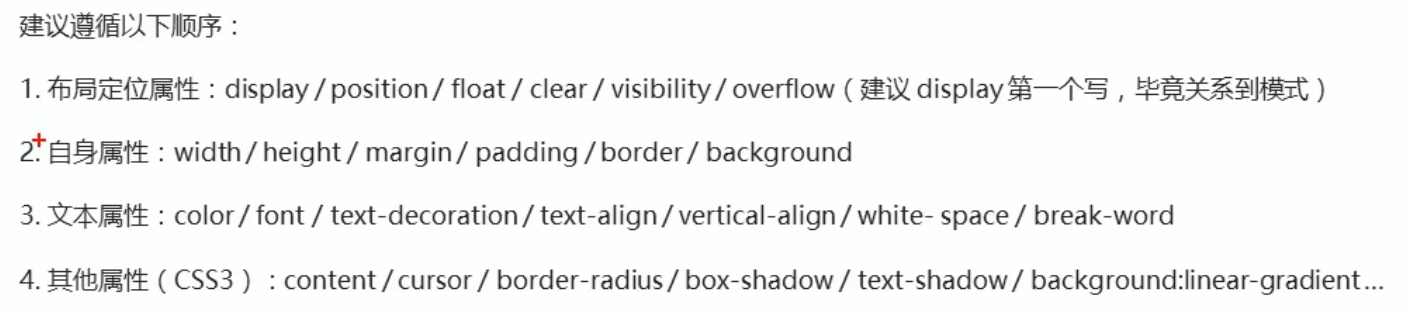 建议遵循以下顺序：
1. 布局定位属性：display / position / float / clear / visibility / overflow（建议 display 第一个写，毕竟关系到模式）
2. 自身属性：width / height / margin / padding / border / background
3. 文本属性：color / font / text-decoration / text-align / vertical-align / white- space / break-word
4. 其他属性（CSS3）：content / cursor / border-radius / box-shadow / text-shadow / background:linear-gradient...